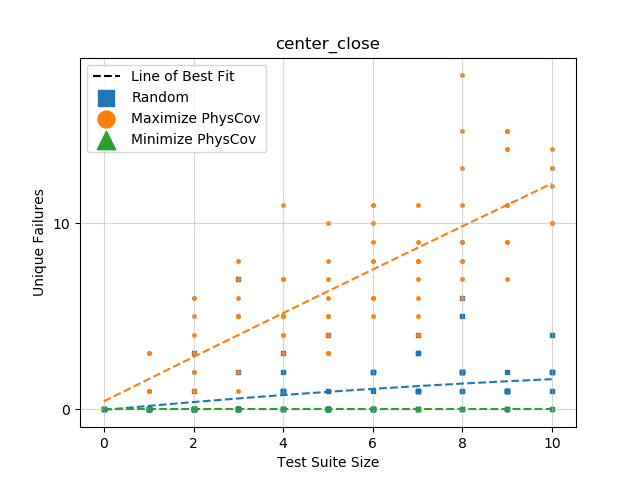 center_close
Line of Best Fit
Random
Maximize PhysCov
Minimize PhysCov
Unique Failures
10
0
0 2 4 6 8 10
Test Suite Size